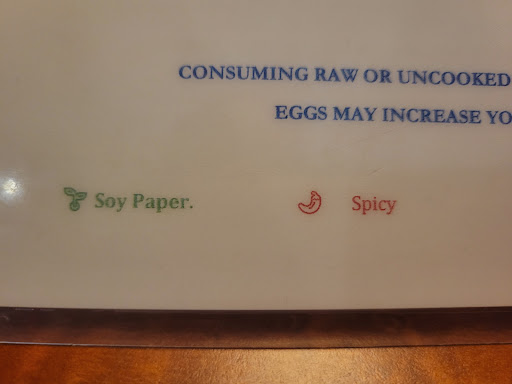 CONSUMING RAW OR UNCOOKED
EGGS MAY INCREASE YO
Soy Paper.
Spicy